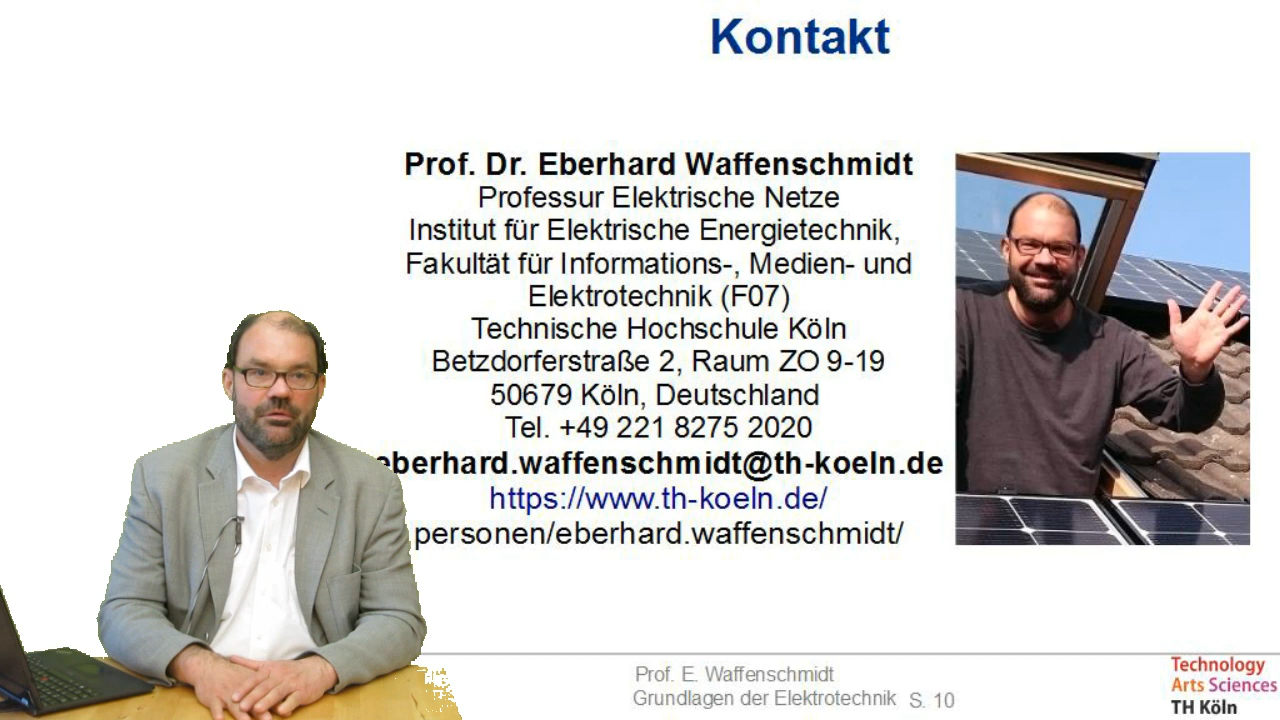 Kontakt
Prof. Dr. Eberhard Waffenschmidt
Professur Elektrische Netze
Institut für Elektrische Energietechnik,
Fakultät für Informations-, Medien- und
Elektrotechnik (F07)
Technische Hochschule Köln
Betzdorferstraße 2, Raum ZO 9-19
50679 Köln, Deutschland
Tel. +49 221 8275 2020
eberhard.waffenschmidt@th-koeln.de
https://www.th-koeln.de/
personen/eberhard.waffenschmidt/
Prof. E. Waffenschmidt
Grundlagen der Elektrotechnik S. 10
Technology
Arts Sciences
TH Köln